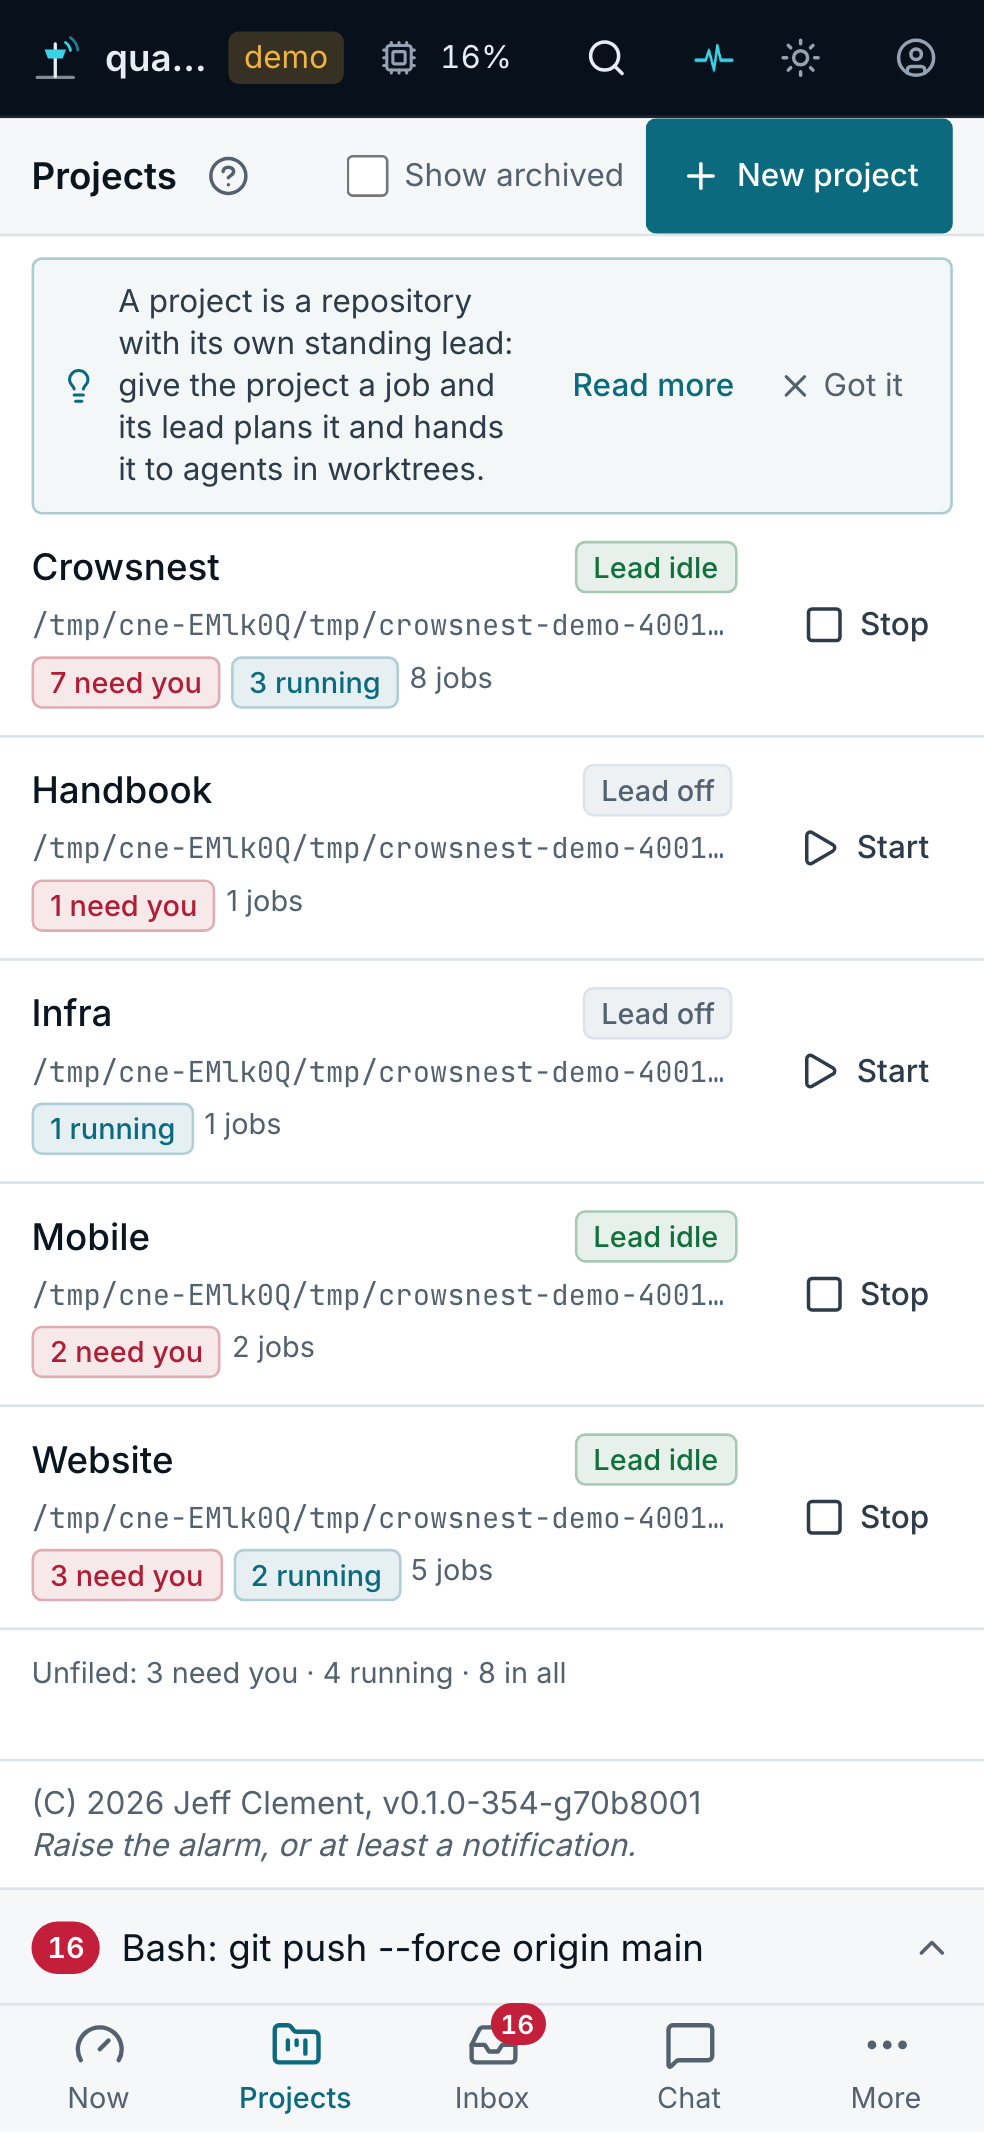 qua...
demo
16%
Projects
Show archived
New project
A project is a repository
with its own standing lead:
give the project a job and
its lead plans it and hands
it to agents in worktrees.
Read more
Got it
Crowsnest
Lead idle
/tmp/cne-EMlk0Q/tmp/crowsnest-demo-4001…
Stop
7 need you
3 running
8 jobs
Handbook
Lead off
/tmp/cne-EMlk0Q/tmp/crowsnest-demo-4001…
Start
1 need you
1 jobs
Infra
Lead off
/tmp/cne-EMlk0Q/tmp/crowsnest-demo-4001…
Start
1 running
1 jobs
Mobile
Lead idle
/tmp/cne-EMlk0Q/tmp/crowsnest-demo-4001…
Stop
2 need you
2 jobs
Website
Lead idle
/tmp/cne-EMlk0Q/tmp/crowsnest-demo-4001…
Stop
3 need you
2 running
5 jobs
Unfiled: 3 need you · 4 running · 8 in all
(C) 2026 Jeff Clement, v0.1.0-354-g70b8001
Raise the alarm, or at least a notification.
16
Bash: git push --force origin main
16
Now
Projects
Inbox
Chat
More